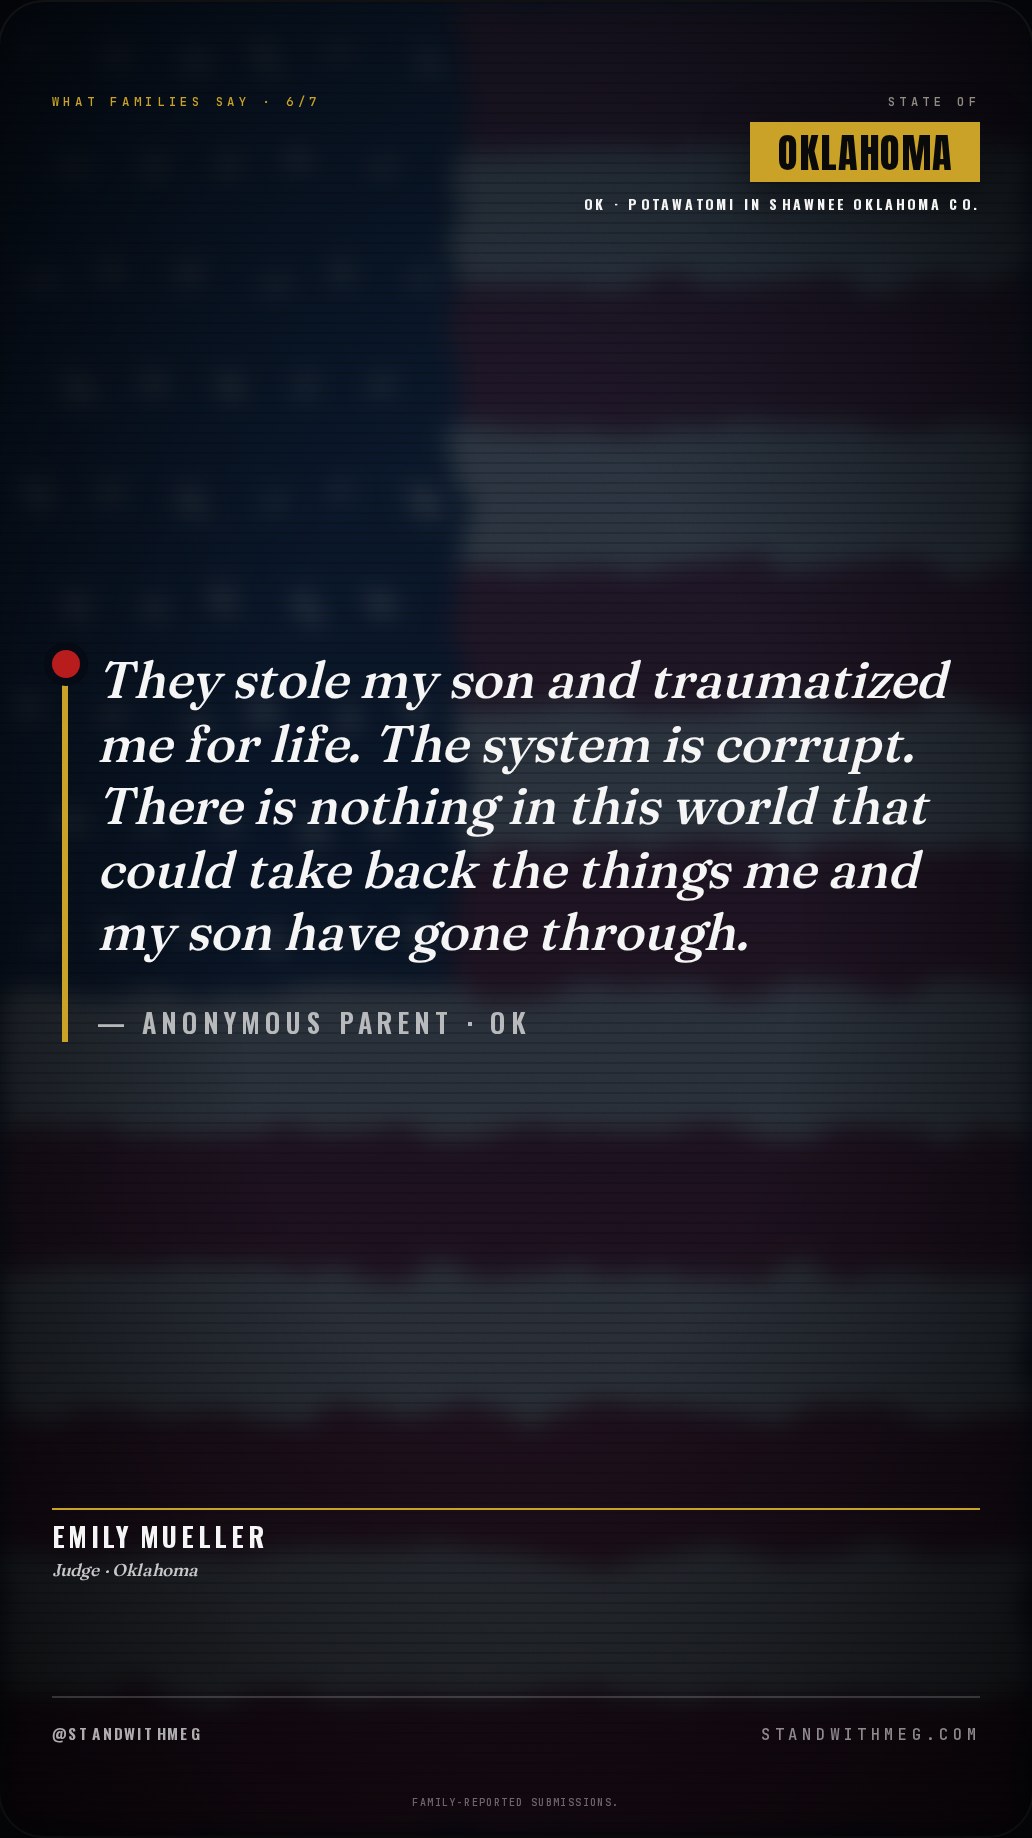 WHAT FAMILIES SAY · 6/7
STATE OF
OKLAHOMA
OK · POTAWATOMI IN SHAWNEE OKLAHOMA CO.
They stole my son and traumatized
me for life. The system is corrupt.
There is nothing in this world that
could take back the things me and
my son have gone through.
— ANONYMOUS PARENT · OK
EMILY MUELLER
Judge · Oklahoma
@STANDWITHMEG
STANDWITHMEG.COM
FAMILY-REPORTED SUBMISSIONS.